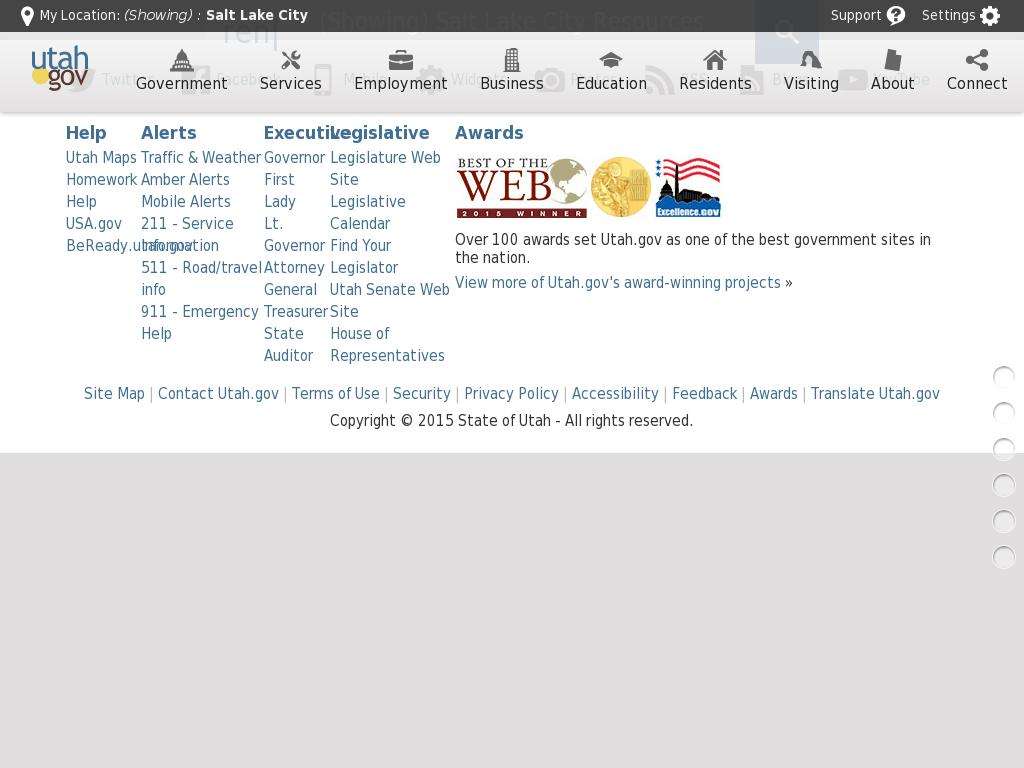 My Location: (Showing) : Salt Lake City
Support
Settings
(Showing) Salt Lake City Resources
utah
gov
Government
Services
Employment
Business
Education
Residents
Visiting
About
Connect
Help
Utah Maps
Homework
Help
USA.gov
BeReady.utah.gov
Alerts
Traffic & Weather
Amber Alerts
Mobile Alerts
211 - Service
Information
511 - Road/travel
info
911 - Emergency
Help
Executive
Governor
First
Lady
Lt.
Governor
Attorney
General
Treasurer
State
Auditor
Legislative
Legislature Web
Site
Legislative
Calendar
Find Your
Legislator
Utah Senate Web
Site
House of
Representatives
Awards
BEST OF THE
WEB
2015 WINNER
Excellence.gov
Over 100 awards set Utah.gov as one of the best government sites in
the nation.
View more of Utah.gov's award-winning projects »
Site Map | Contact Utah.gov | Terms of Use | Security | Privacy Policy | Accessibility | Feedback | Awards | Translate Utah.gov
Copyright © 2015 State of Utah - All rights reserved.